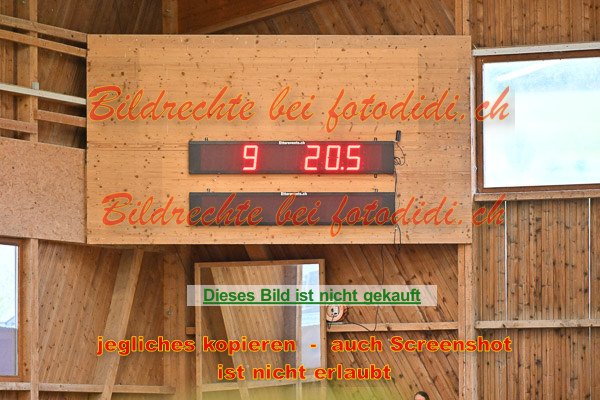 Bildrechte bei fotodidi.ch
9 20.5
Bildrechte bei fotodidi.ch
Dieses Bild ist nicht gekauft
jegliches kopieren - auch Screenshot
ist nicht erlaubt